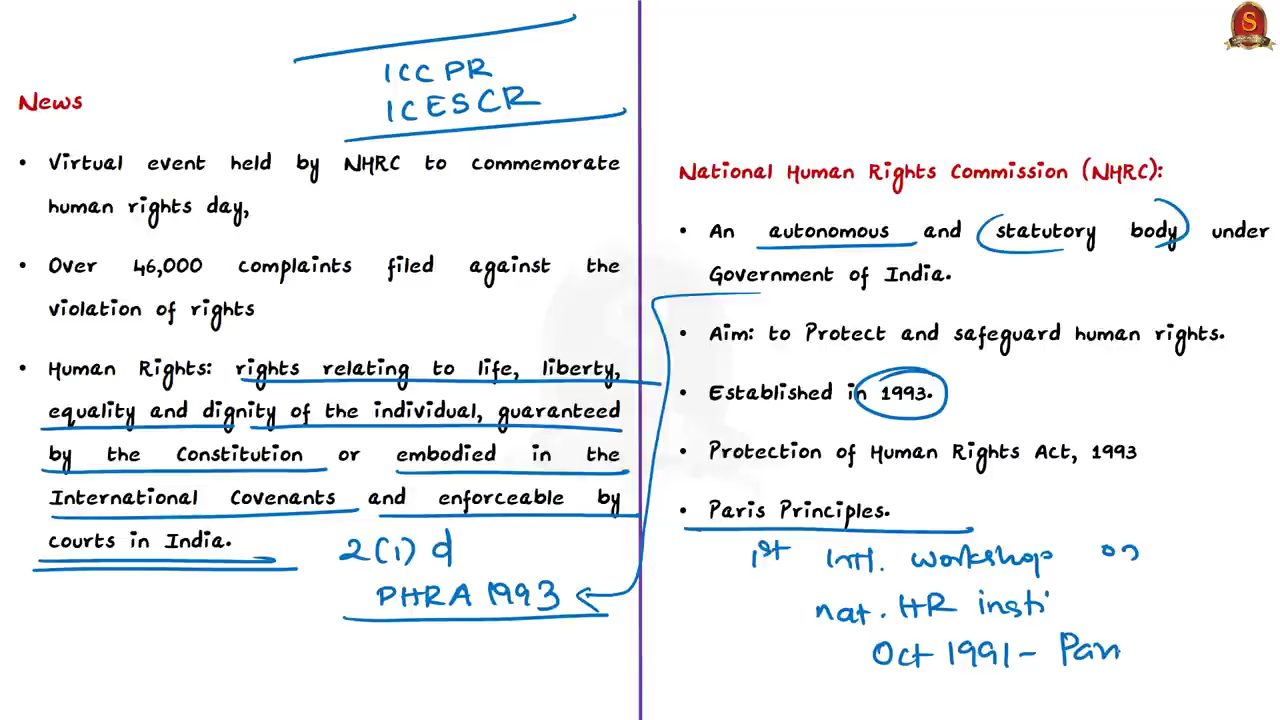 ICCPR
ICESCR
News
• Virtual event held by NHRC to commemorate
human rights day,
• Over 46,000 complaints filed against the
violation of rights
• Human Rights: rights relating to life, liberty,
equality and dignity of the individual, guaranteed
by the Constitution or embodied in the
International Covenants and enforceable by
courts in India.
2(1) d
PHRA 1993
S
National Human Rights Commission (NHRC):
• An autonomous and statutory body under
Government of India.
• Aim: to Protect and safeguard human rights.
• Established in 1993.
• Protection of Human Rights Act, 1993
• Paris Principles.
1st Intl. workshop on
nat. HR insti
Oct 1991 - Pari